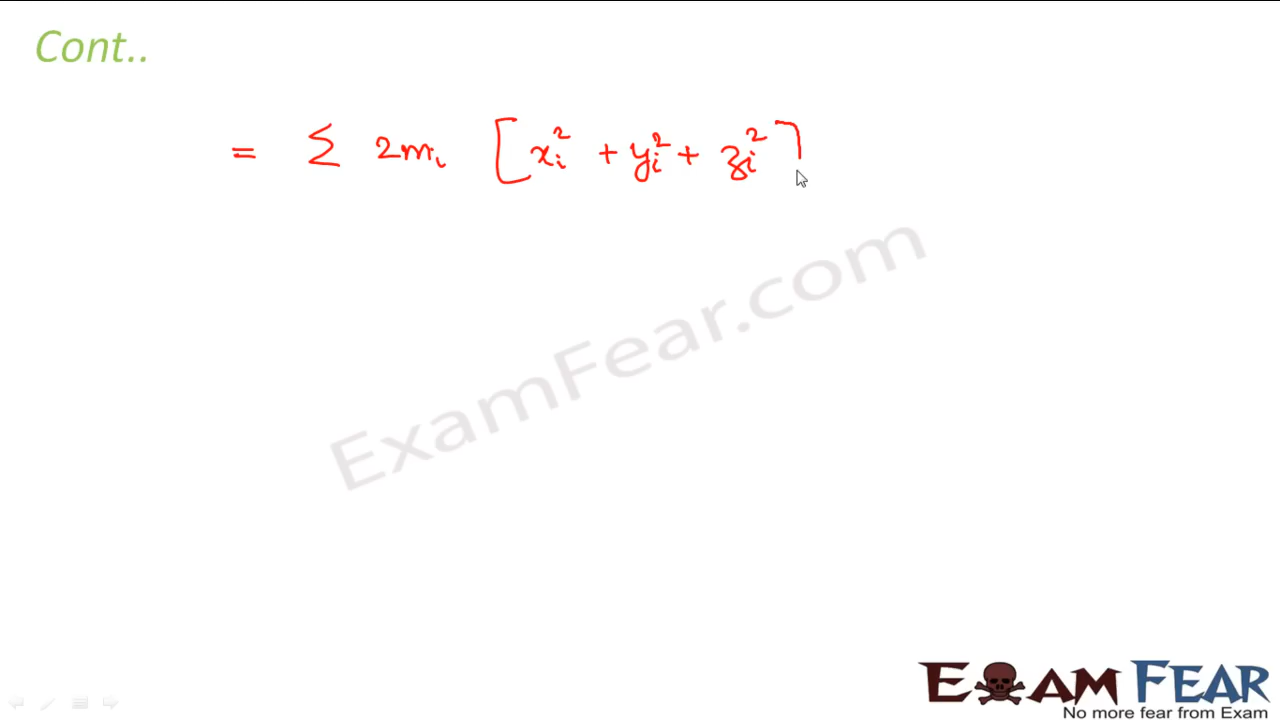 Cont..
= Σ 2mᵢ [xᵢ² + yᵢ² + zᵢ²]
ExamFear.com
EXAM FEAR
No more fear from Exam